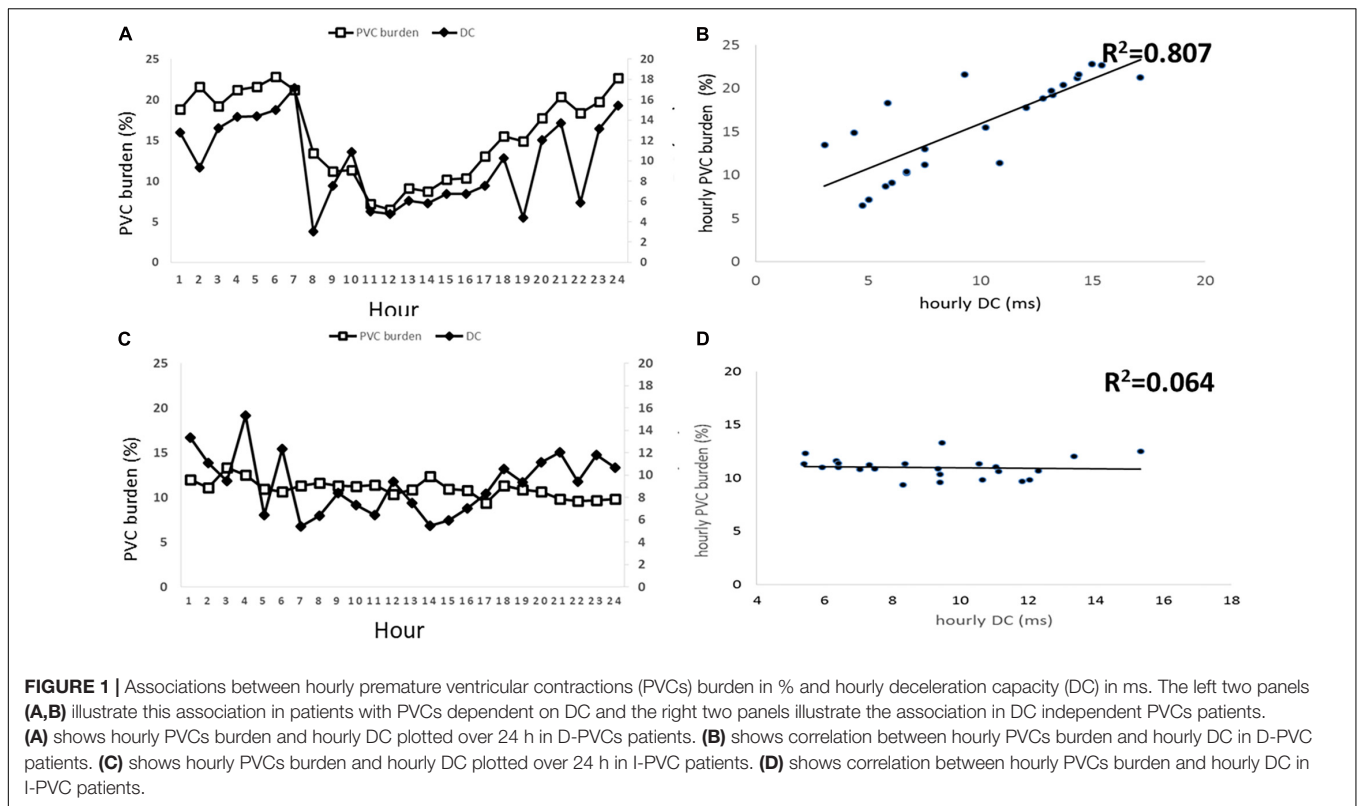 A
PVC burden DC
25
20
15
10
5
0
20
18
16
14
12
10
8
6
4
2
0
PVC burden (%)
1 2 3 4 5 6 7 8 9 10 11 12 13 14 15 16 17 18 19 20 21 22 23 24
Hour
B
R²=0.807
25
20
15
10
5
0
hourly PVC burden (%)
0 5 10 15 20
hourly DC (ms)
C
PVC burden DC
25
20
15
10
5
0
20
18
16
14
12
10
8
6
4
2
0
PVC burden (%)
1 2 3 4 5 6 7 8 9 10 11 12 13 14 15 16 17 18 19 20 21 22 23 24
Hour
D
R²=0.064
20
15
10
5
0
hourly PVC burden (%)
4 6 8 10 12 14 16 18
hourly DC (ms)
FIGURE 1 | Associations between hourly premature ventricular contractions (PVCs) burden in % and hourly deceleration capacity (DC) in ms. The left two panels
(A,B) illustrate this association in patients with PVCs dependent on DC and the right two panels illustrate the association in DC independent PVCs patients.
(A) shows hourly PVCs burden and hourly DC plotted over 24 h in D-PVCs patients. (B) shows correlation between hourly PVCs burden and hourly DC in D-PVC
patients. (C) shows hourly PVCs burden and hourly DC plotted over 24 h in I-PVC patients. (D) shows correlation between hourly PVCs burden and hourly DC in
I-PVC patients.